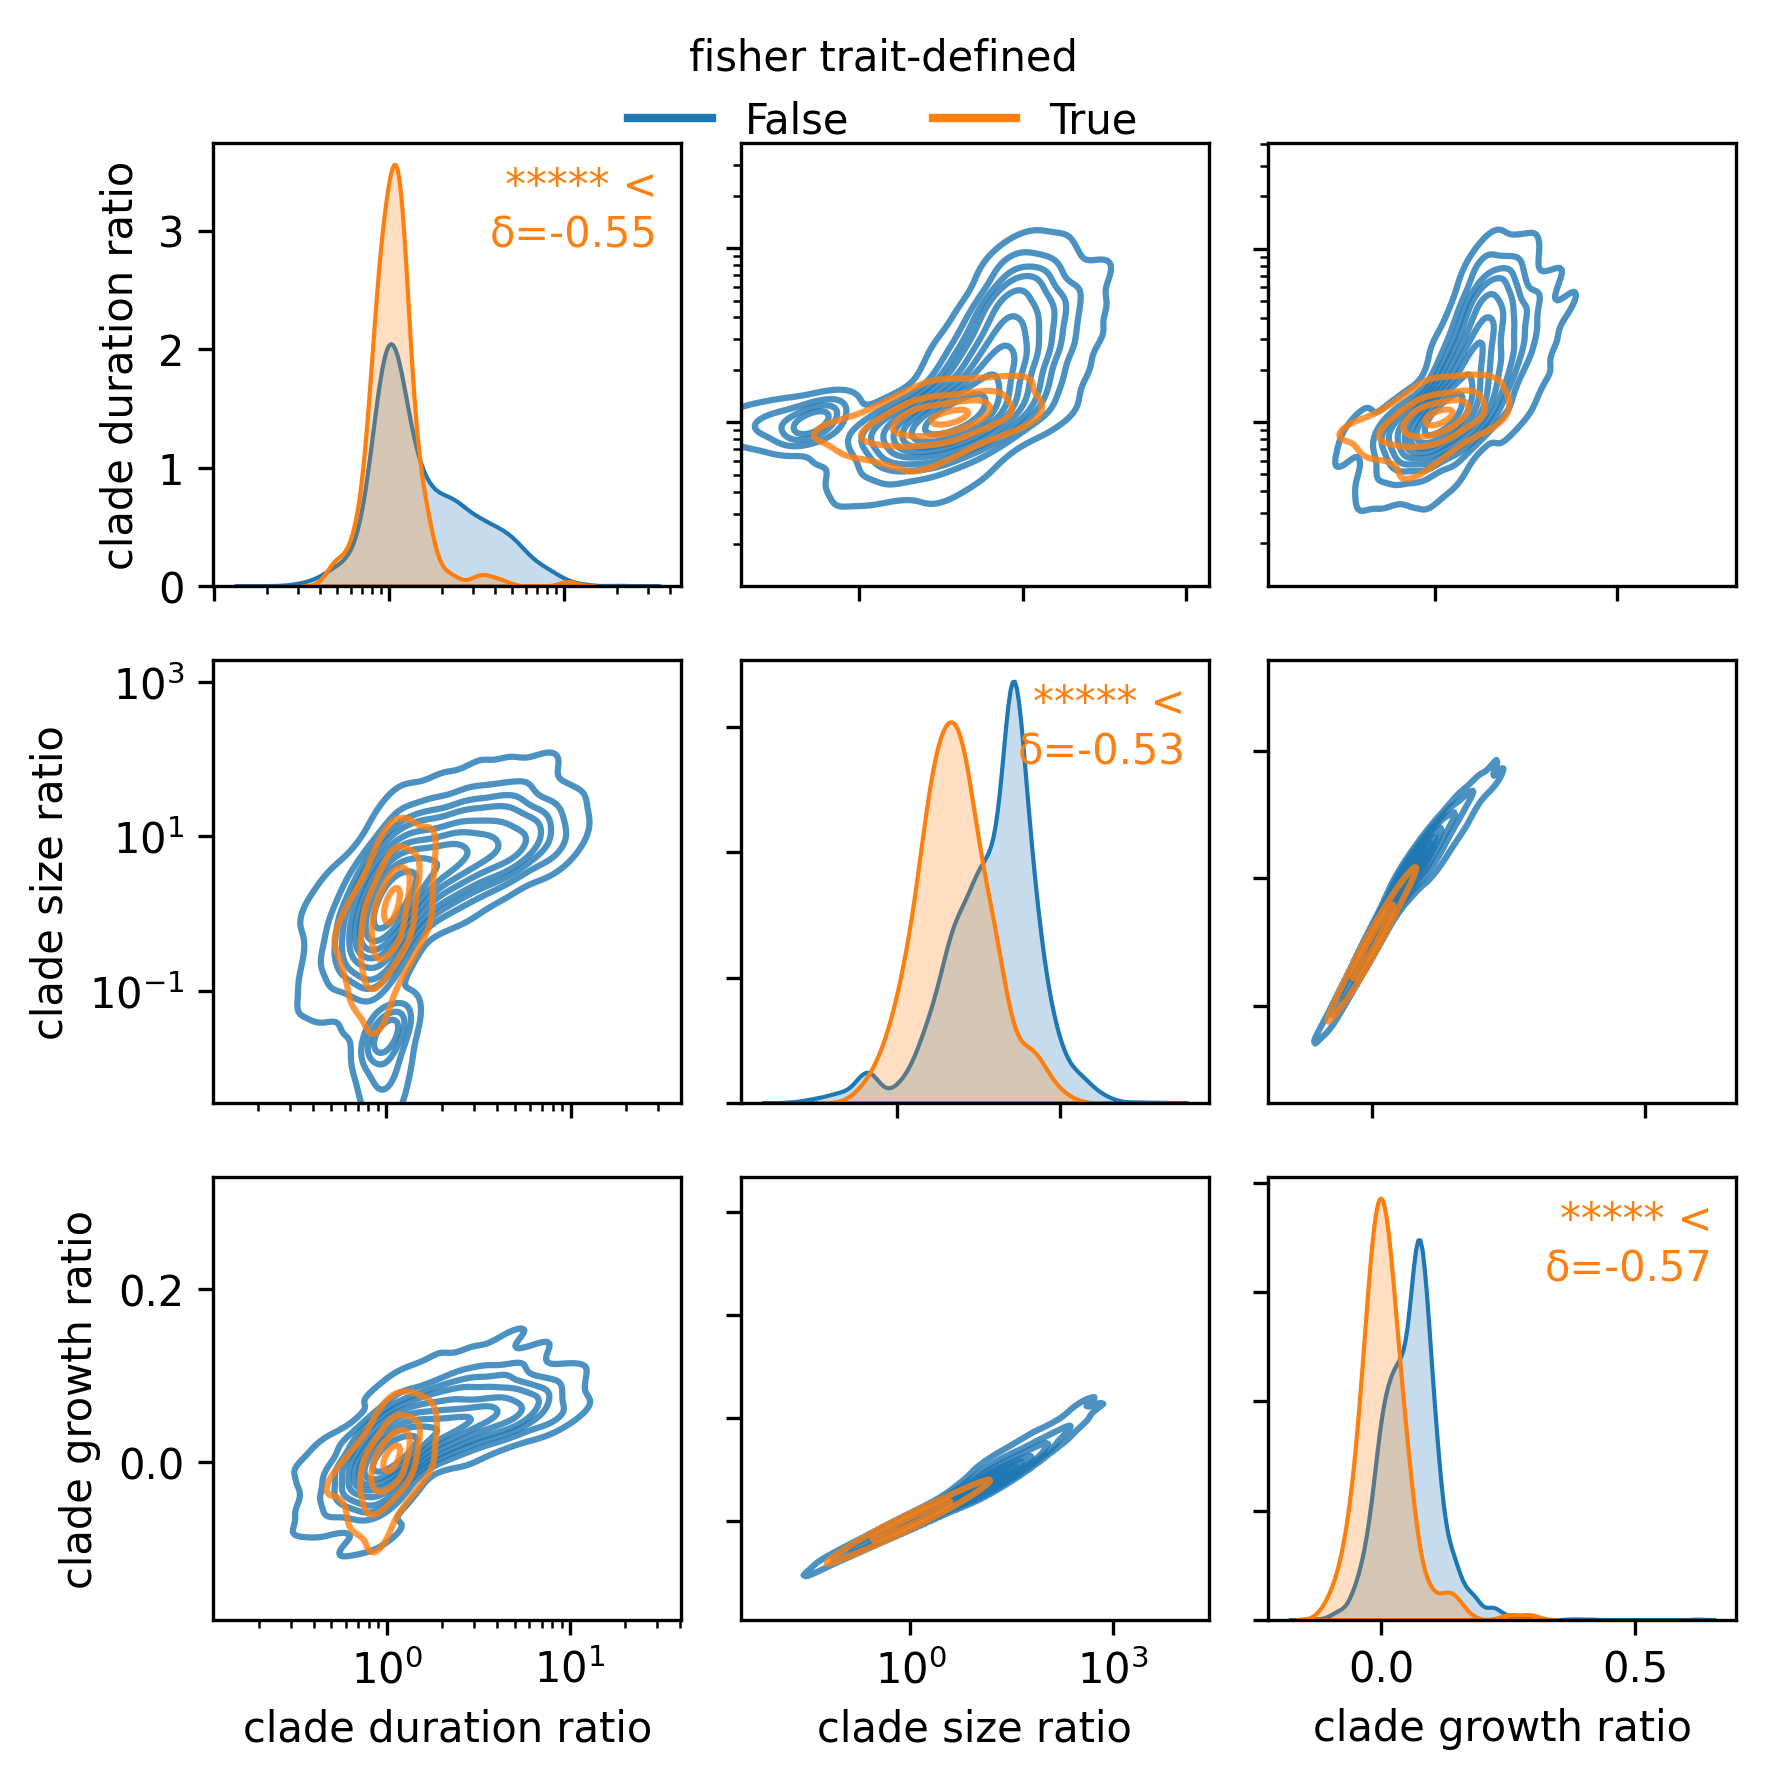 fisher trait-defined
False True
clade duration ratio
3
2
1
0
***** <
δ=-0.55
clade size ratio
10³
10¹
10⁻¹
***** <
δ=-0.53
clade growth ratio
0.2
0.0
***** <
δ=-0.57
10⁰ 10¹
10⁰ 10³
0.0 0.5
clade duration ratio
clade size ratio
clade growth ratio